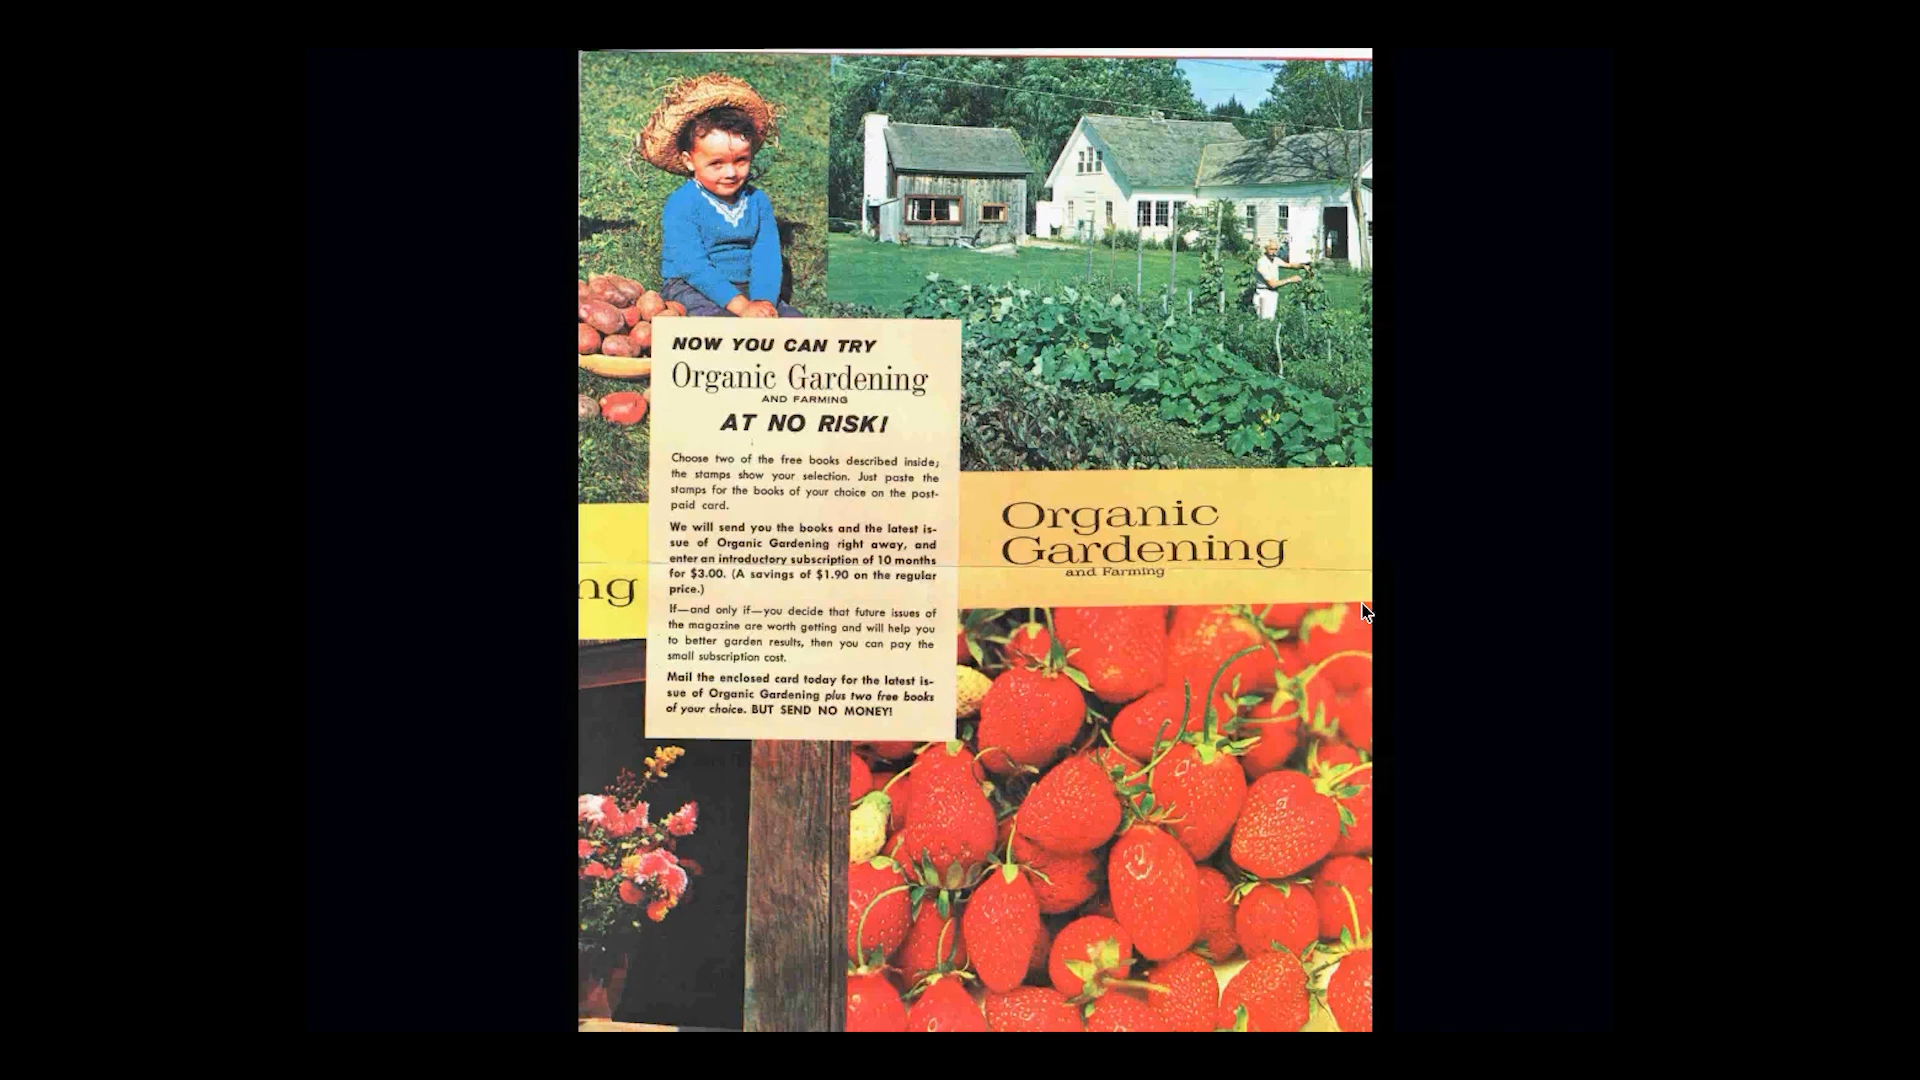 NOW YOU CAN TRY
Organic Gardening
AND FARMING
AT NO RISK!
Choose two of the free books described inside;
the stamps show your selection. Just paste the
stamps for the books of your choice on the post-
paid card.
We will send you the books and the latest is-
sue of Organic Gardening right away, and
enter an introductory subscription of 10 months
for $3.00. (A savings of $1.90 on the regular
price.)
If—and only if—you decide that future issues of
the magazine are worth getting and will help you
to better garden results, then you can pay the
small subscription cost.
Mail the enclosed card today for the latest is-
sue of Organic Gardening plus two free books
of your choice. BUT SEND NO MONEY!
ng
Organic
Gardening
and Farming